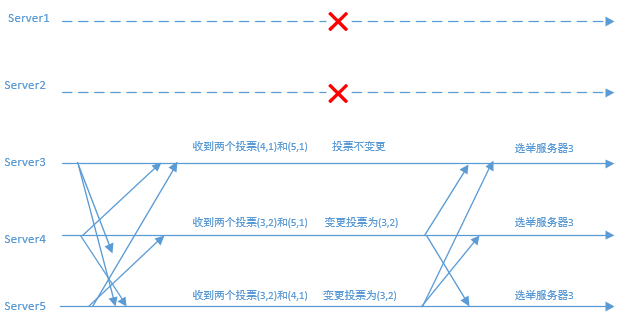 Server1
Server2
收到两个投票(4,1)和(5,1) 投票不变更 选举服务器3
Server3
收到两个投票(3,2)和(5,1) 变更投票为(3,2) 选举服务器3
Server4
收到两个投票(3,2)和(4,1) 变更投票为(3,2) 选举服务器3
Server5